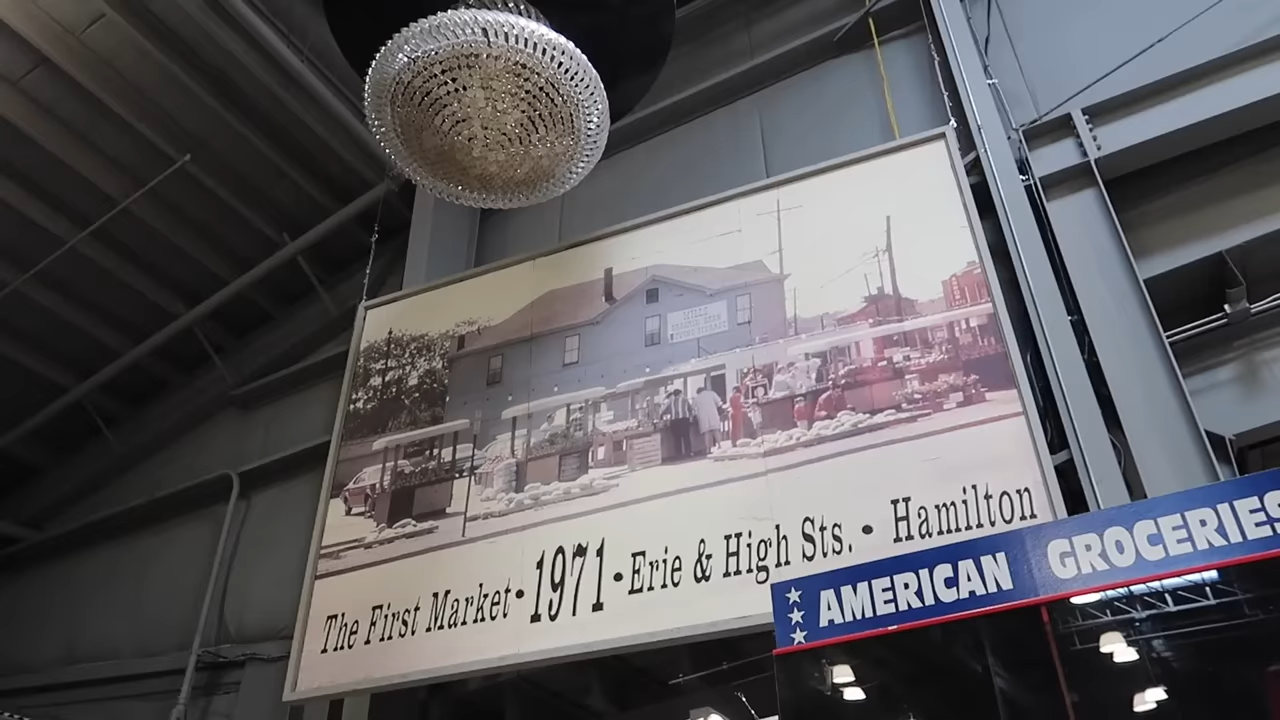 The First Market • 1971 • Erie & High Sts. • Hamilton
AMERICAN GROCERIES